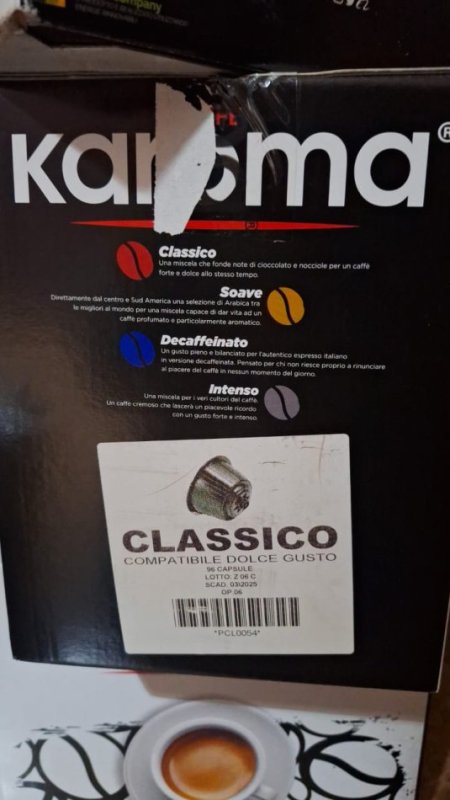 company
ENERGIE RINNOVABILI
Karisma®
Classico
Una miscela che fonde note di cioccolato e nocciole per un caffè
forte e dolce allo stesso tempo.
Soave
Direttamente dal centro e Sud America una selezione di Arabica fra
le migliori al mondo per una miscela capace di dar vita ad un
caffè profumato e particolarmente aromatico.
Decaffeinato
Un gusto pieno e bilanciato per l'autentico espresso italiano
in versione decaffeinata. Pensato per chi non riesce proprio a rinunciare
al piacere del caffè in nessun momento del giorno.
Intenso
Una miscela per i veri cultori del caffè.
Un caffè cremoso che lascerà un piacevole ricordo
con un gusto forte e intenso.
CLASSICO
COMPATIBILE DOLCE GUSTO
96 CAPSULE
LOTTO: Z 06 C
SCAD. 03\2025
OP 06
*PCL0054*